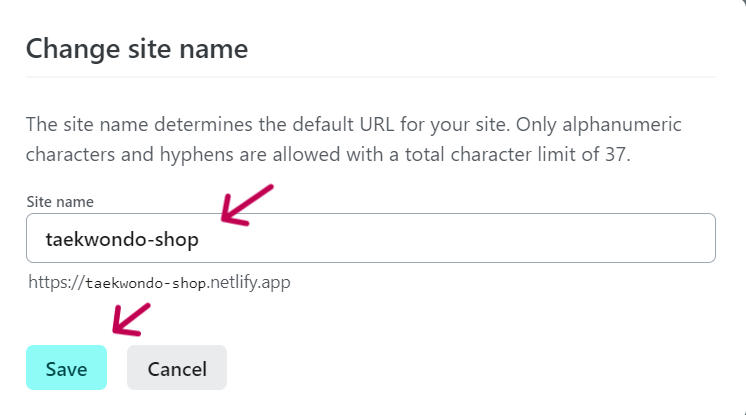 Change site name
The site name determines the default URL for your site. Only alphanumeric
characters and hyphens are allowed with a total character limit of 37.
Site name
taekwondo-shop
https://taekwondo-shop.netlify.app
Save Cancel